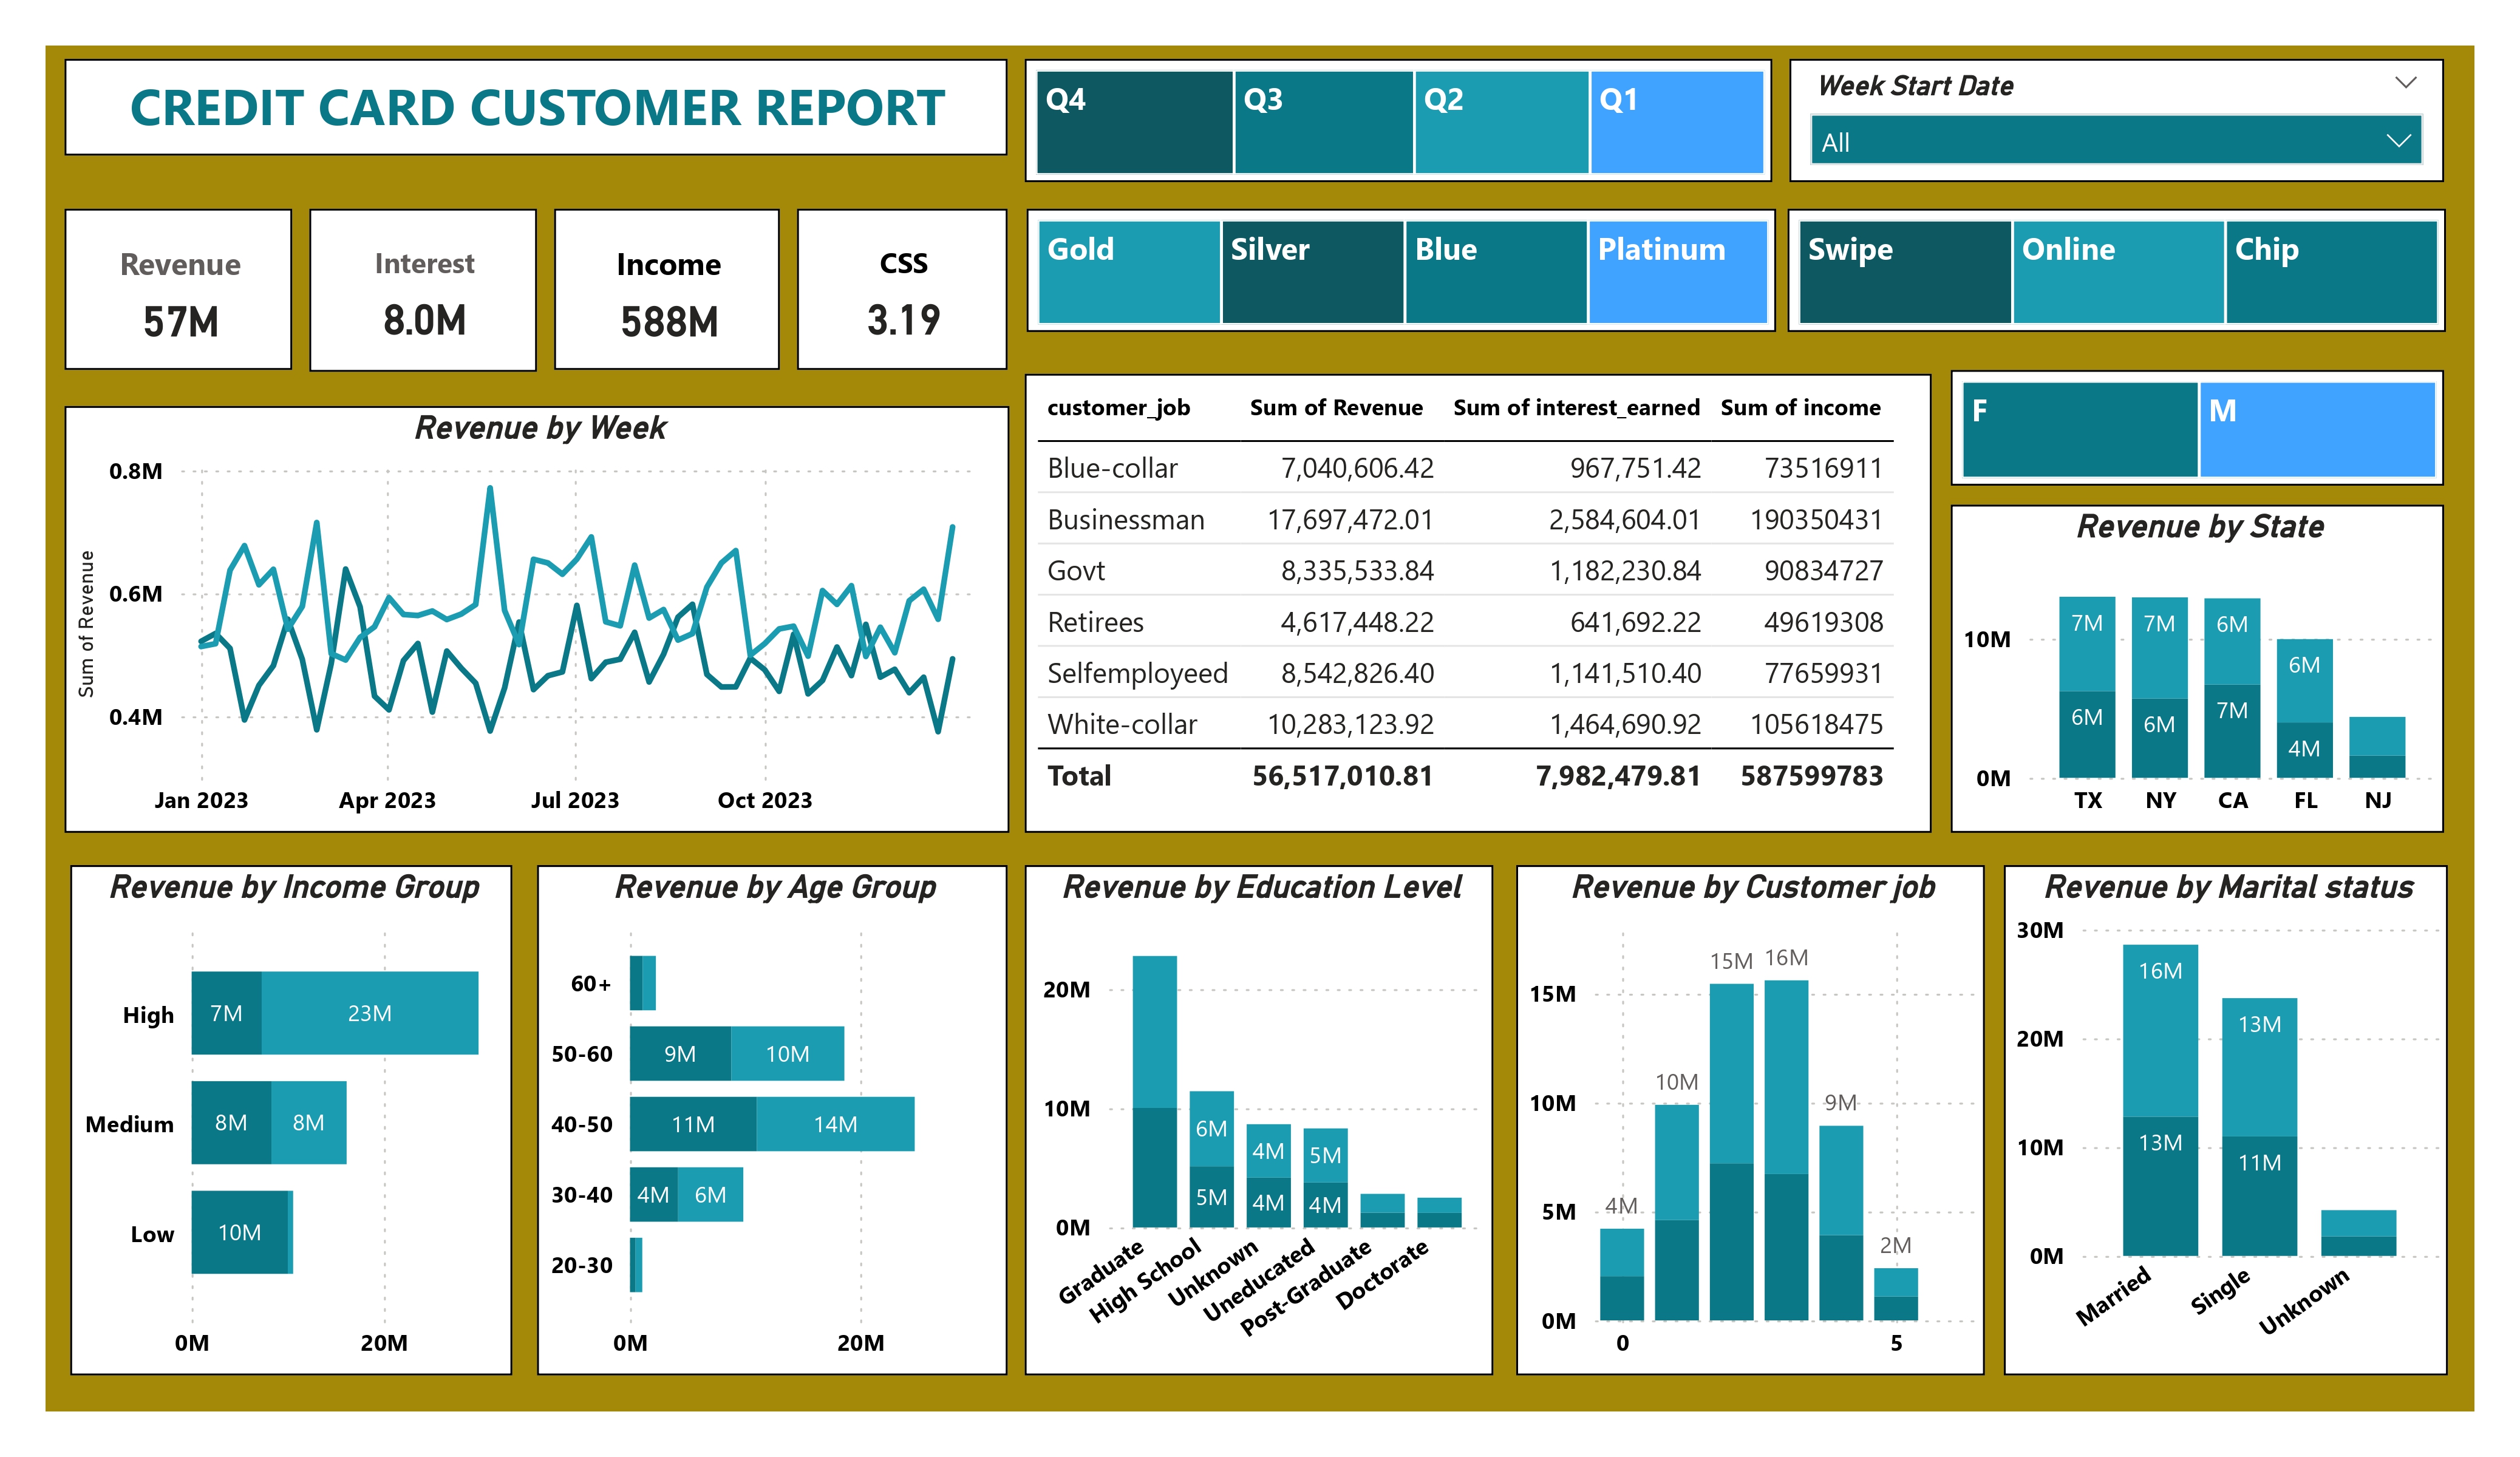 CREDIT CARD CUSTOMER REPORT
Q4 Q3 Q2 Q1
Week Start Date
All
Revenue
57M
Interest
8.0M
Income
588M
CSS
3.19
Gold Silver Blue Platinum
Swipe Online Chip
F M
Revenue by Week
Sum of Revenue
0.8M
0.6M
0.4M
Jan 2023 Apr 2023 Jul 2023 Oct 2023
customer_job Sum of Revenue Sum of interest_earned Sum of income
Blue-collar 7,040,606.42 967,751.42 73516911
Businessman 17,697,472.01 2,584,604.01 190350431
Govt 8,335,533.84 1,182,230.84 90834727
Retirees 4,617,448.22 641,692.22 49619308
Selfemployeed 8,542,826.40 1,141,510.40 77659931
White-collar 10,283,123.92 1,464,690.92 105618475
Total 56,517,010.81 7,982,479.81 587599783
Revenue by State
10M
0M
7M 7M 6M 6M
6M 6M 7M 4M
TX NY CA FL NJ
Revenue by Income Group
High 7M 23M
Medium 8M 8M
Low 10M
0M 20M
Revenue by Age Group
60+
50-60 9M 10M
40-50 11M 14M
30-40 4M 6M
20-30
0M 20M
Revenue by Education Level
20M
10M
0M
6M 4M 5M
5M 4M 4M
Graduate High School Unknown Uneducated Post-Graduate Doctorate
Revenue by Customer job
15M
10M
5M
0M
4M 10M 15M 16M 9M 2M
0 5
Revenue by Marital status
30M
20M
10M
0M
16M 13M
13M 11M
Married Single Unknown